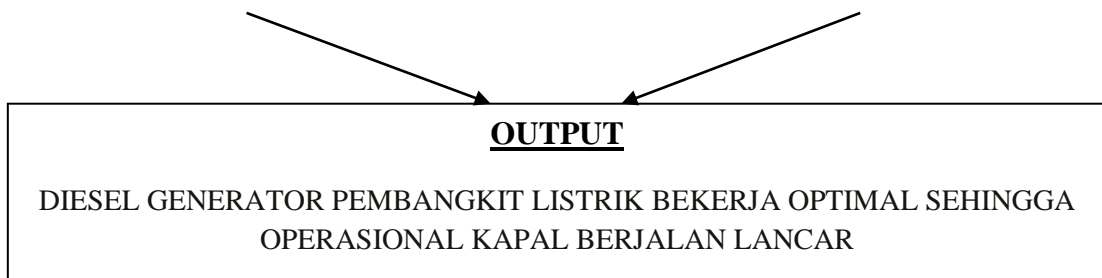 OUTPUT
DIESEL GENERATOR PEMBANGKIT LISTRIK BEKERJA OPTIMAL SEHINGGA
OPERASIONAL KAPAL BERJALAN LANCAR